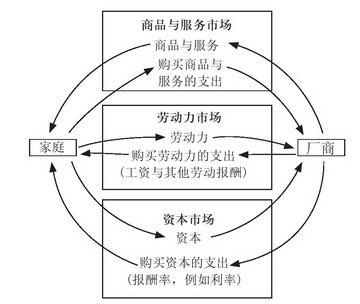 商品与服务市场
商品与服务
购买商品与
服务的支出
劳动力市场
家庭
劳动力
厂商
购买劳动力的支出
(工资与其他劳动报酬)
资本市场
资本
购买资本的支出
(报酬率，例如利率)